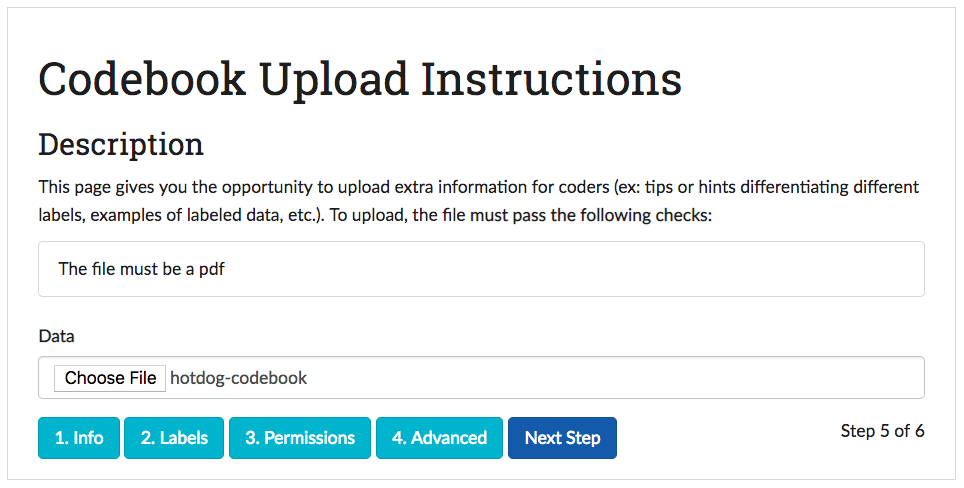 Codebook Upload Instructions
Description
This page gives you the opportunity to upload extra information for coders (ex: tips or hints differentiating different
labels, examples of labeled data, etc.). To upload, the file must pass the following checks:
The file must be a pdf
Data
Choose File hotdog-codebook
1. Info 2. Labels 3. Permissions 4. Advanced Next Step Step 5 of 6